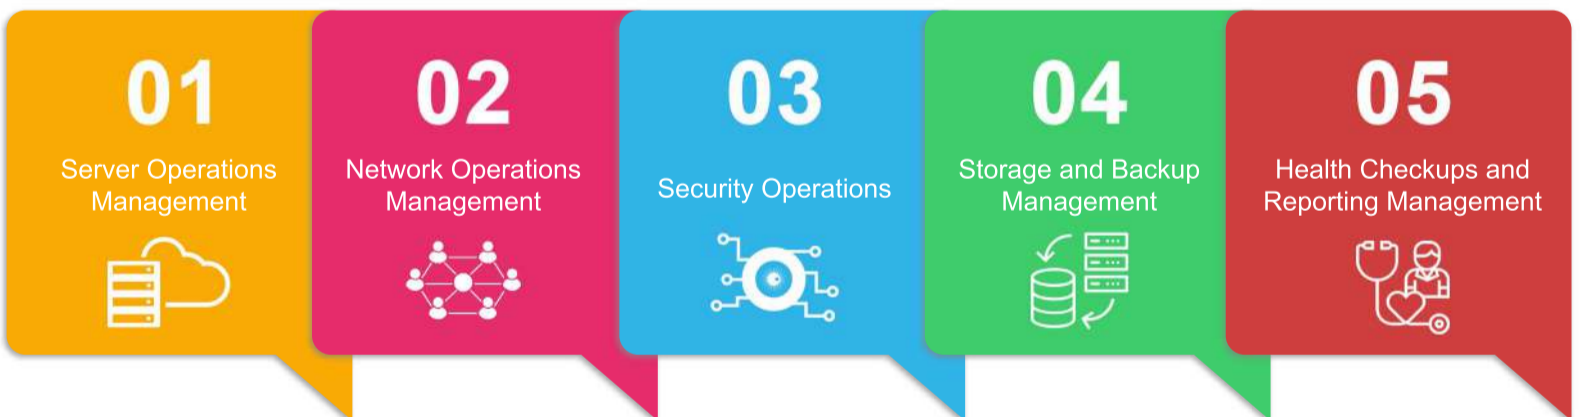 01
Server Operations
Management
02
Network Operations
Management
03
Security Operations
04
Storage and Backup
Management
05
Health Checkups and
Reporting Management